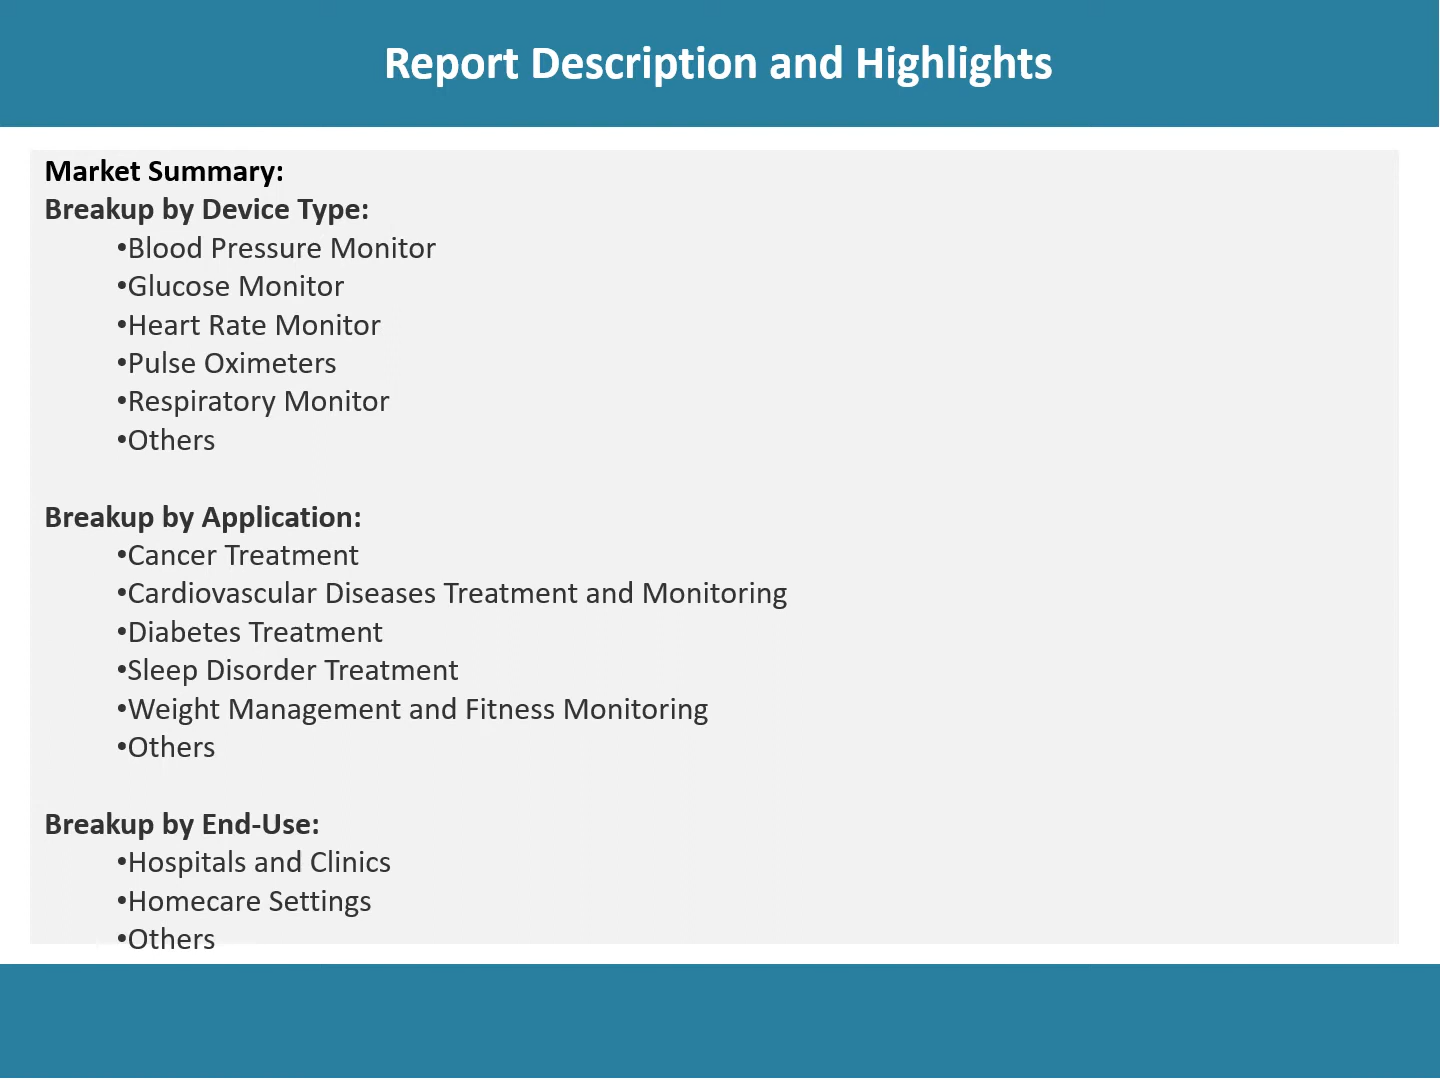 Report Description and Highlights
Market Summary:
Breakup by Device Type:
•Blood Pressure Monitor
•Glucose Monitor
•Heart Rate Monitor
•Pulse Oximeters
•Respiratory Monitor
•Others
Breakup by Application:
•Cancer Treatment
•Cardiovascular Diseases Treatment and Monitoring
•Diabetes Treatment
•Sleep Disorder Treatment
•Weight Management and Fitness Monitoring
•Others
Breakup by End-Use:
•Hospitals and Clinics
•Homecare Settings
•Others